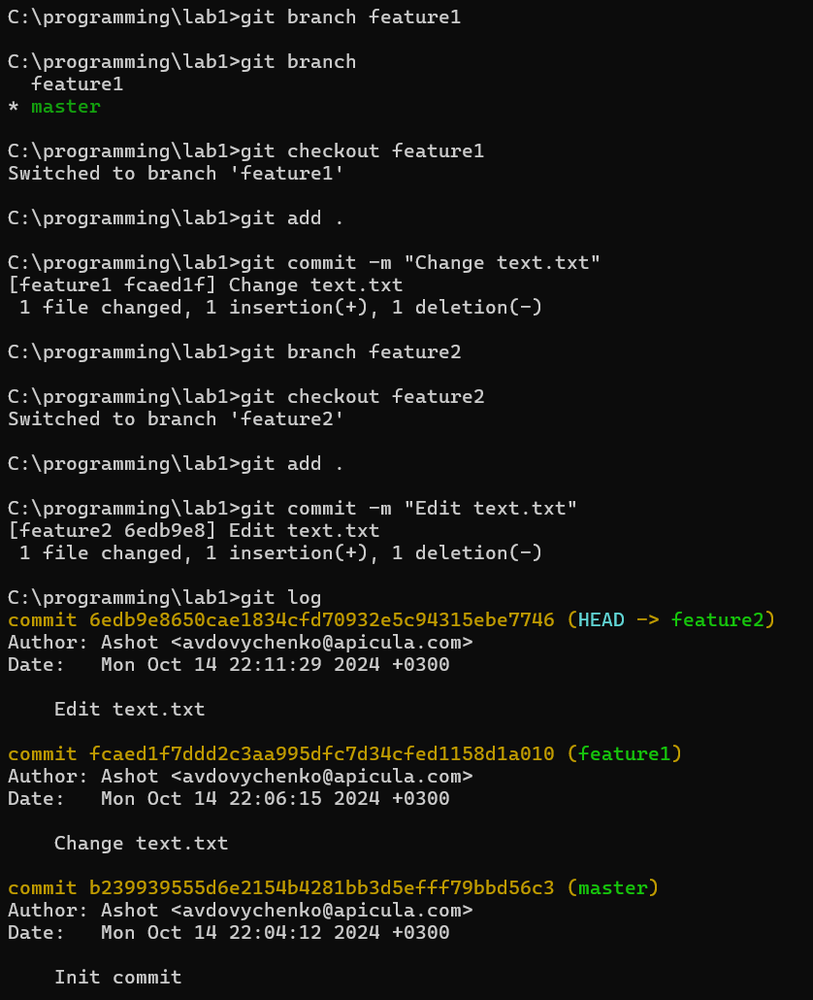 C:\programming\lab1>git branch feature1
C:\programming\lab1>git branch
feature1
* master
C:\programming\lab1>git checkout feature1
Switched to branch 'feature1'
C:\programming\lab1>git add .
C:\programming\lab1>git commit -m "Change text.txt"
[feature1 fcaed1f] Change text.txt
1 file changed, 1 insertion(+), 1 deletion(-)
C:\programming\lab1>git branch feature2
C:\programming\lab1>git checkout feature2
Switched to branch 'feature2'
C:\programming\lab1>git add .
C:\programming\lab1>git commit -m "Edit text.txt"
[feature2 6edb9e8] Edit text.txt
1 file changed, 1 insertion(+), 1 deletion(-)
C:\programming\lab1>git log
commit 6edb9e8650cae1834cfd70932e5c94315ebe7746 (HEAD -> feature2)
Author: Ashot <avdovychenko@apicula.com>
Date:   Mon Oct 14 22:11:29 2024 +0300
Edit text.txt
commit fcaed1f7ddd2c3aa995dfc7d34cfed1158d1a010 (feature1)
Author: Ashot <avdovychenko@apicula.com>
Date:   Mon Oct 14 22:06:15 2024 +0300
Change text.txt
commit b239939555d6e2154b4281bb3d5efff79bbd56c3 (master)
Author: Ashot <avdovychenko@apicula.com>
Date:   Mon Oct 14 22:04:12 2024 +0300
Init commit